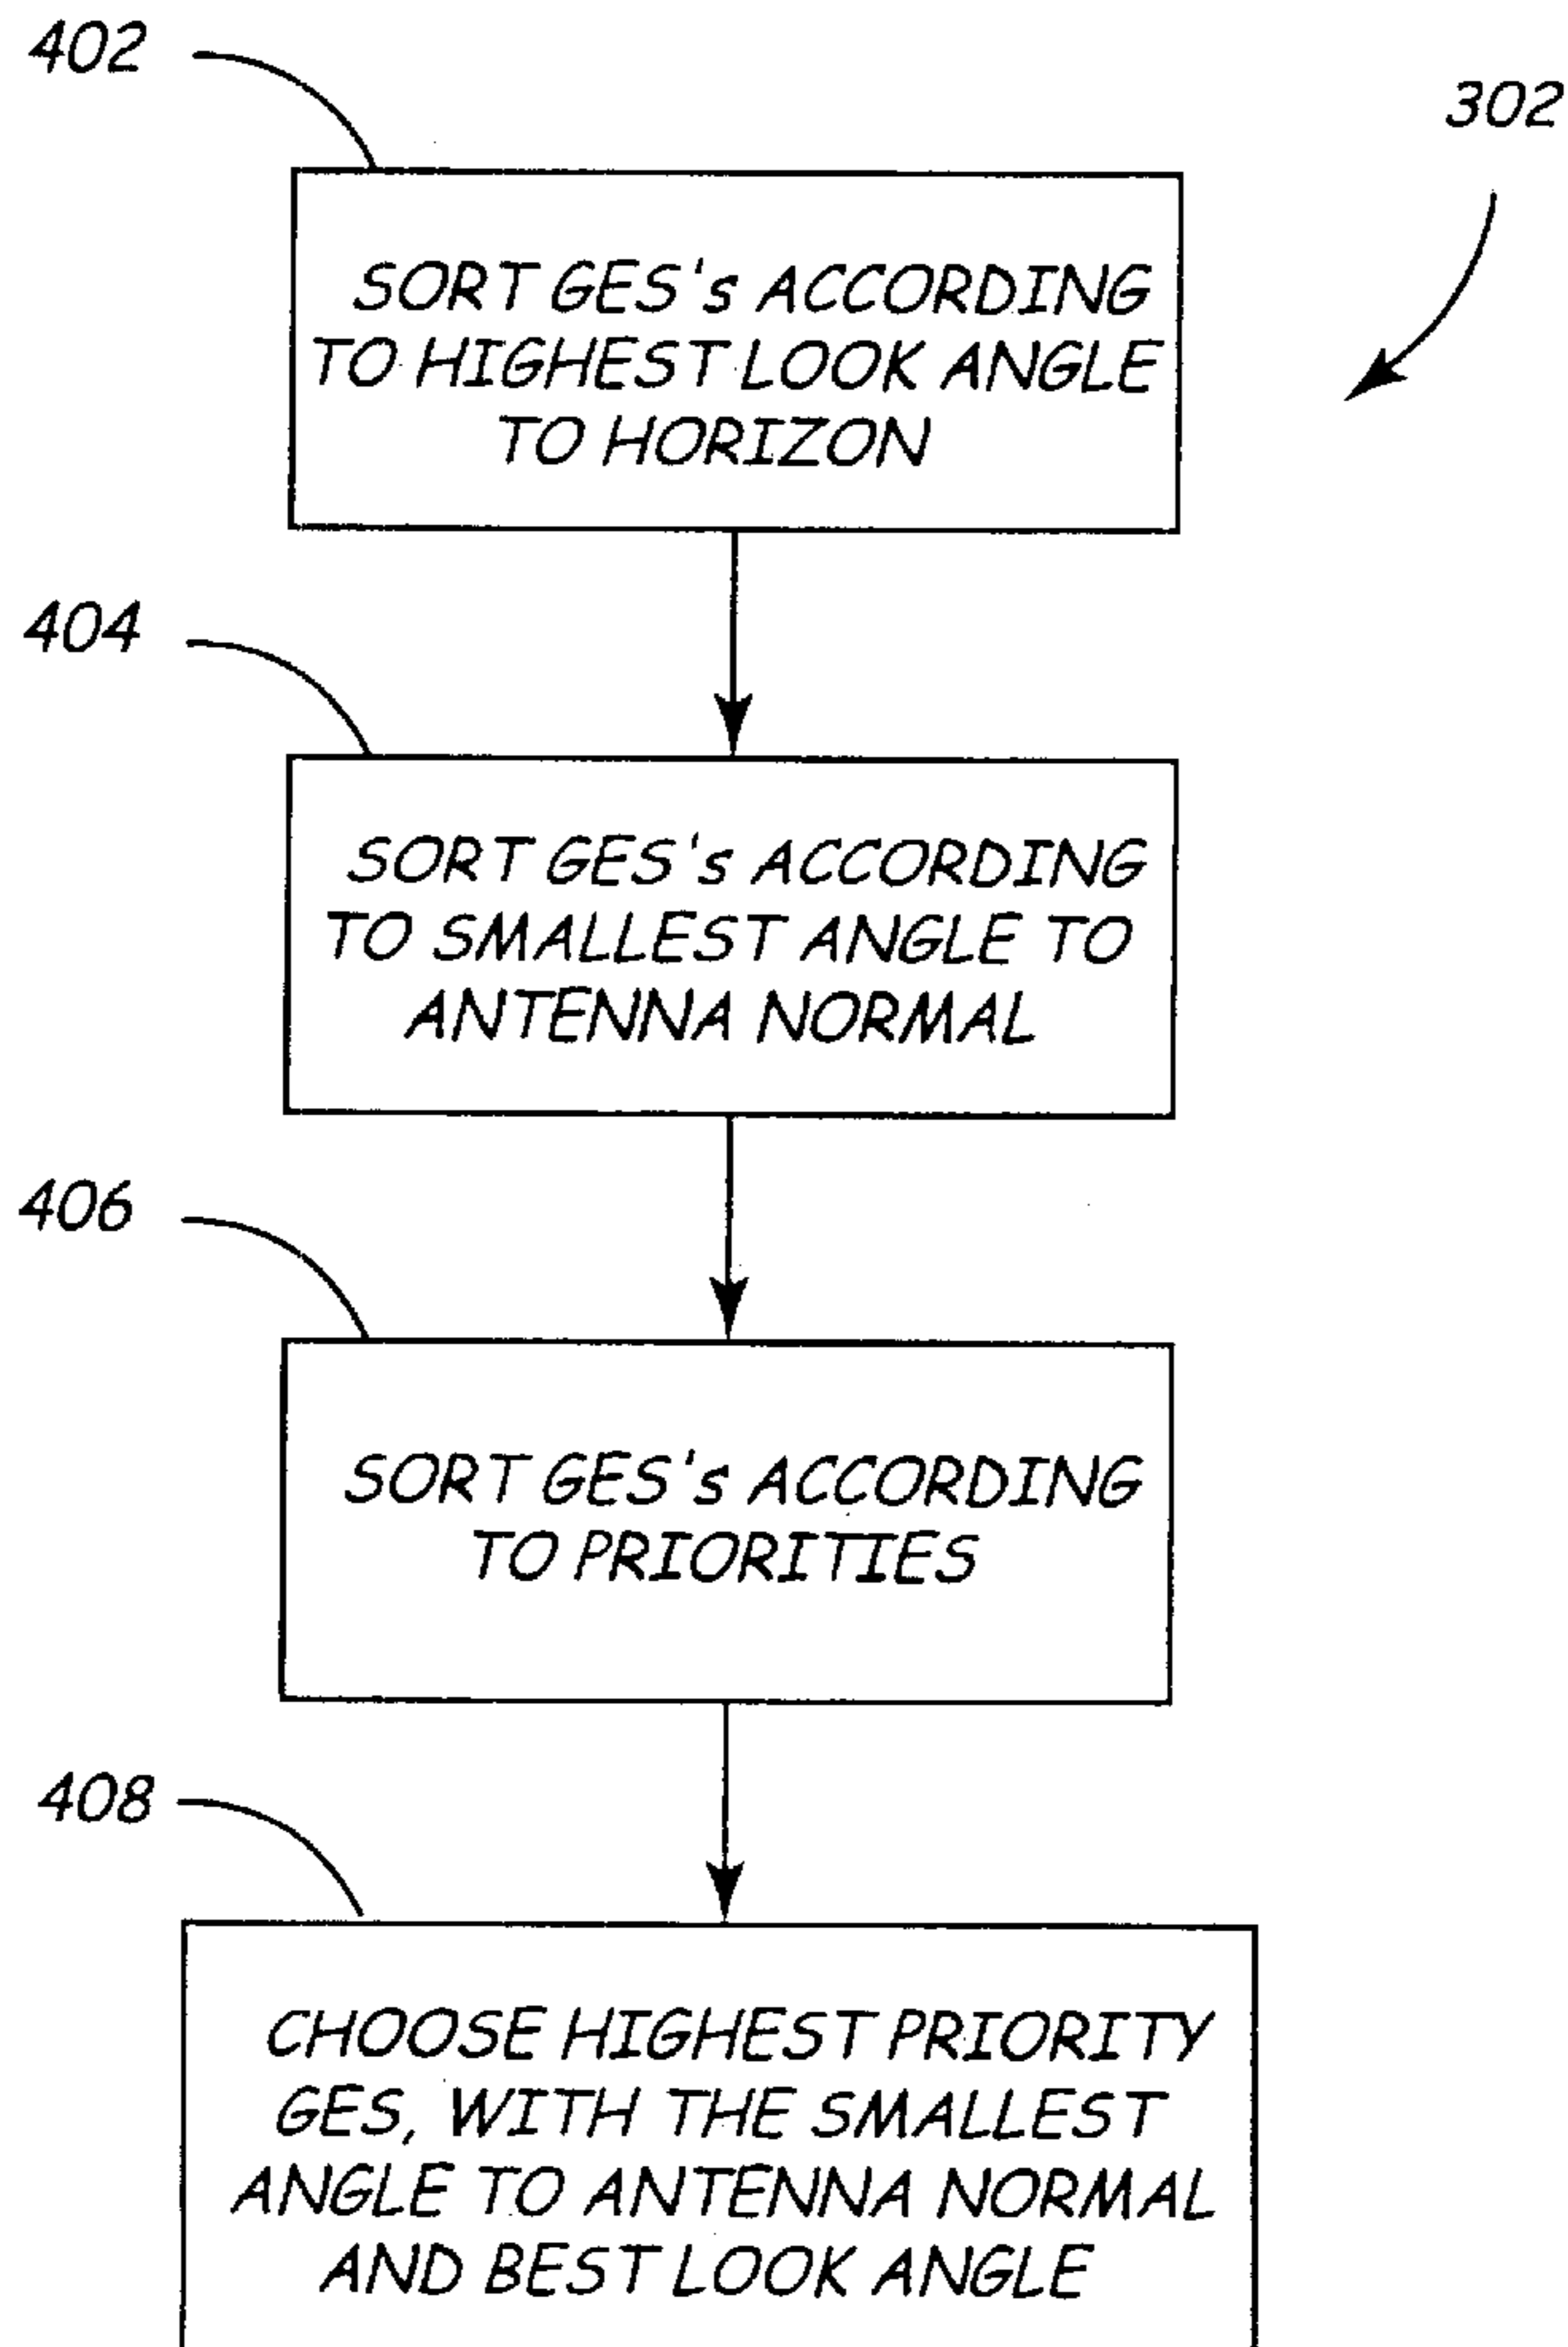 402
302
SORT GES's ACCORDING
TO HIGHEST LOOK ANGLE
TO HORIZON
404
SORT GES's ACCORDING
TO SMALLEST ANGLE TO
ANTENNA NORMAL
406
SORT GES's ACCORDING
TO PRIORITIES
408
CHOOSE HIGHEST PRIORITY
GES, WITH THE SMALLEST
ANGLE TO ANTENNA NORMAL
AND BEST LOOK ANGLE